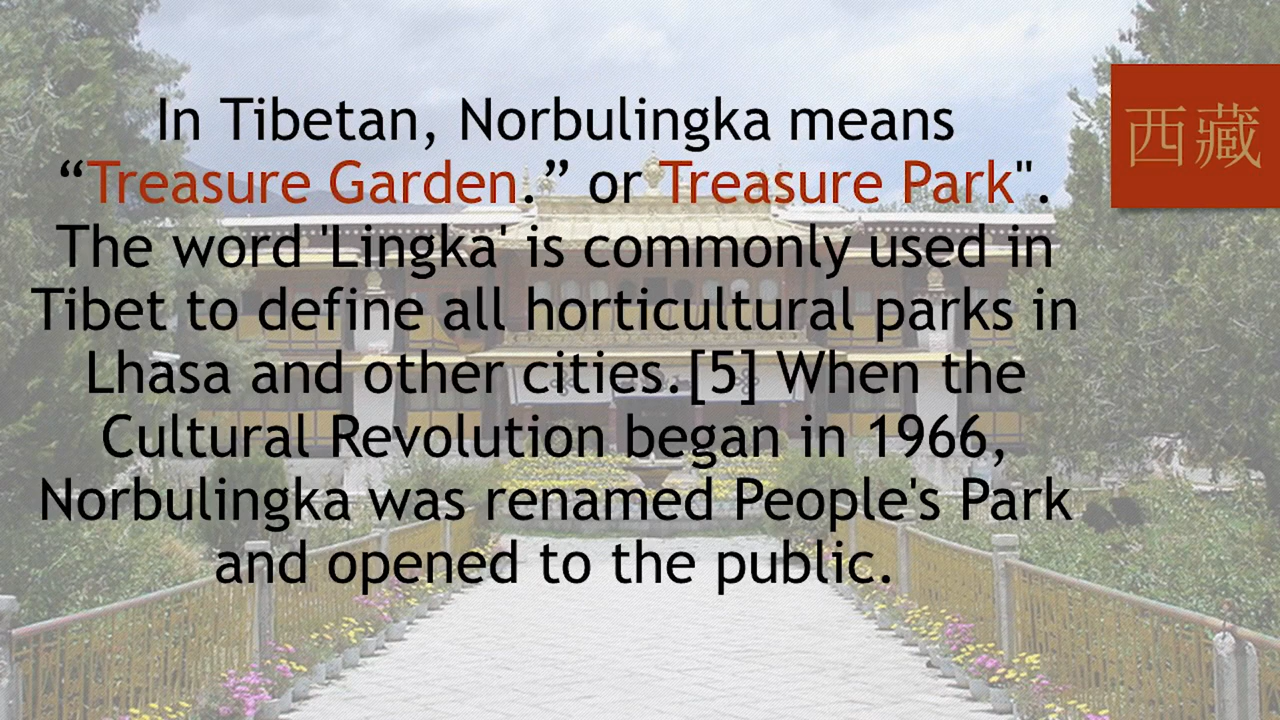 In Tibetan, Norbulingka means
“Treasure Garden.” or Treasure Park".
The word 'Lingka' is commonly used in
Tibet to define all horticultural parks in
Lhasa and other cities.[5] When the
Cultural Revolution began in 1966,
Norbulingka was renamed People's Park
and opened to the public.
西藏